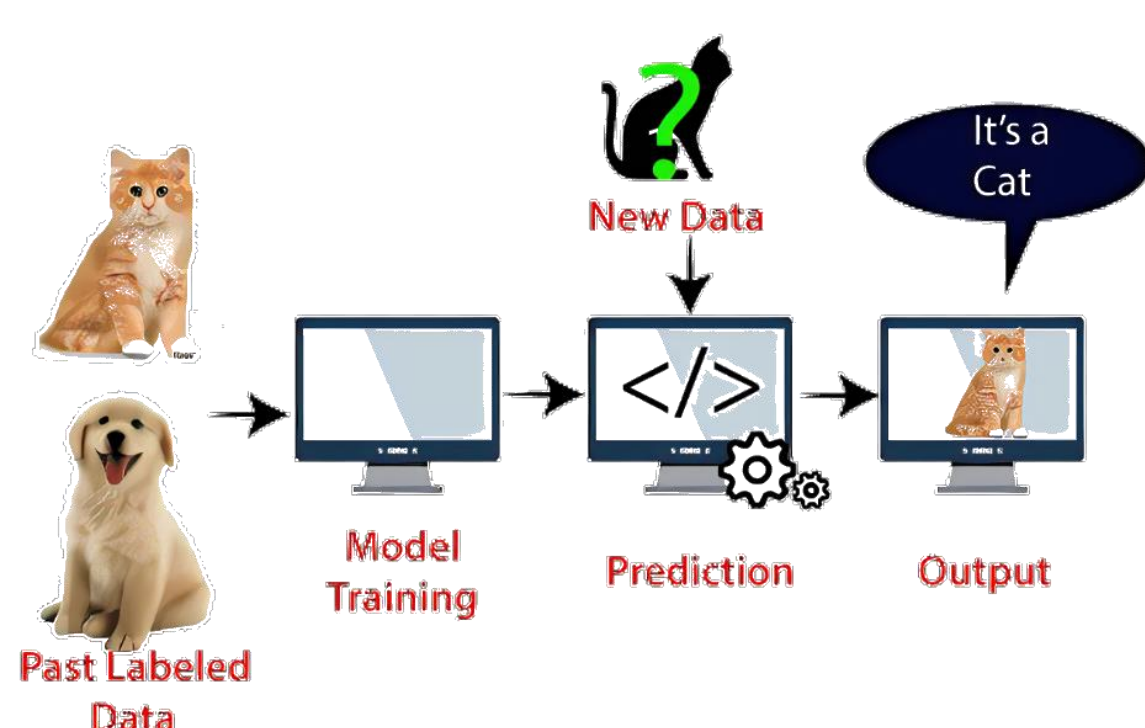 ?
New Data
It's a
Cat
</>
Model
Training
Prediction
Output
Past Labeled
Data